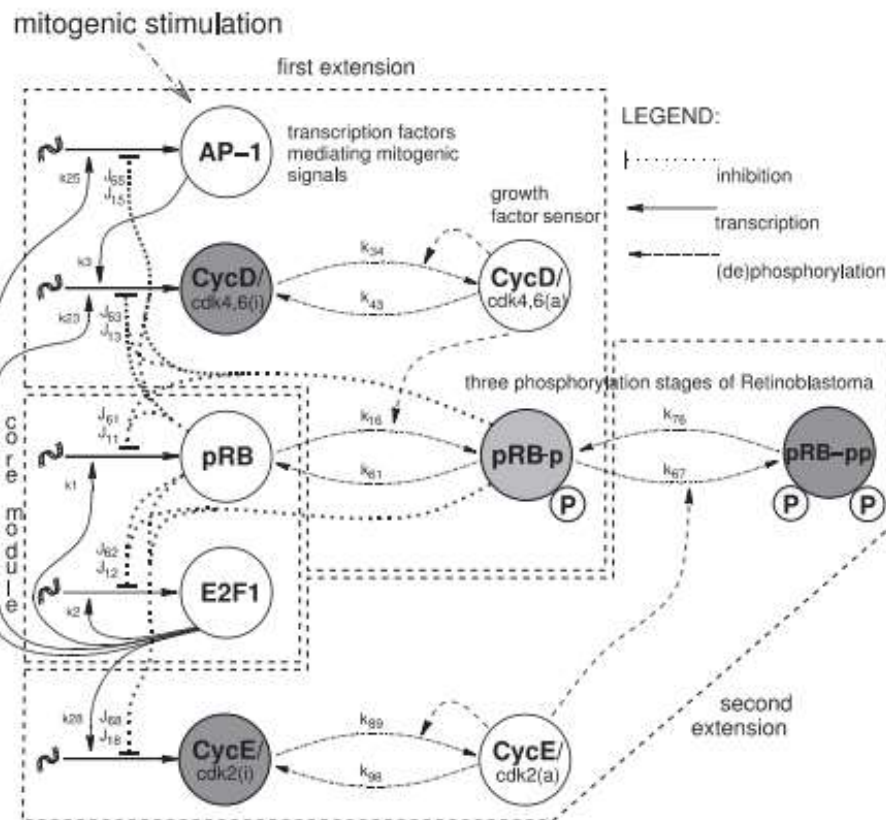 mitogenic stimulation
first extension
LEGEND:
inhibition
transcription
(de)phosphorylation
AP-1
transcription factors
mediating mitogenic
signals
k25
J65
J15
growth
factor sensor
k3
CycD/
cdk4,6(i)
k34
k43
CycD/
cdk4,6(a)
k23
J63
J13
three phosphorylation stages of Retinoblastoma
core module
J61
J11
k1
pRB
k16
k61
pRB-p
P
k76
k67
pRB-pp
P
P
J62
J12
k2
E2F1
k28
J68
J18
CycE/
cdk2(i)
k89
k98
CycE/
cdk2(a)
second
extension